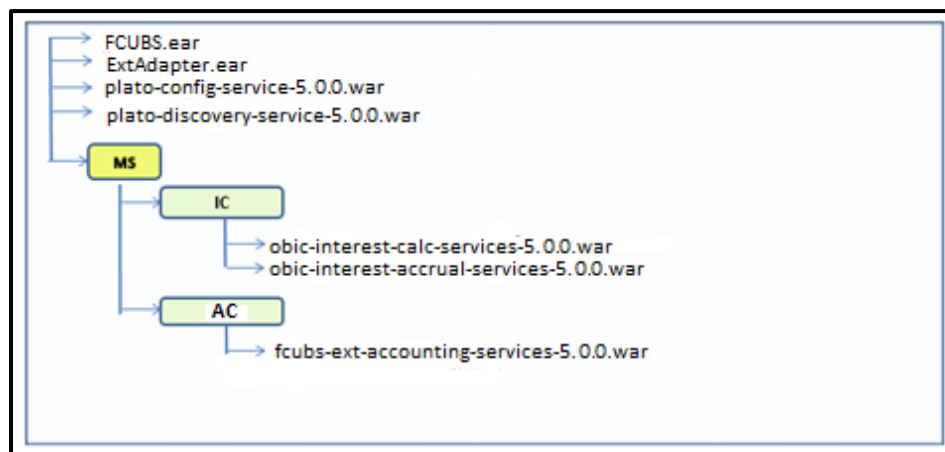 FCUBS.ear
ExtAdapter.ear
plato-config-service-5.0.0.war
plato-discovery-service-5.0.0.war
MS
IC
obic-interest-calc-services-5.0.0.war
obic-interest-accrual-services-5.0.0.war
AC
fcubs-ext-accounting-services-5.0.0.war